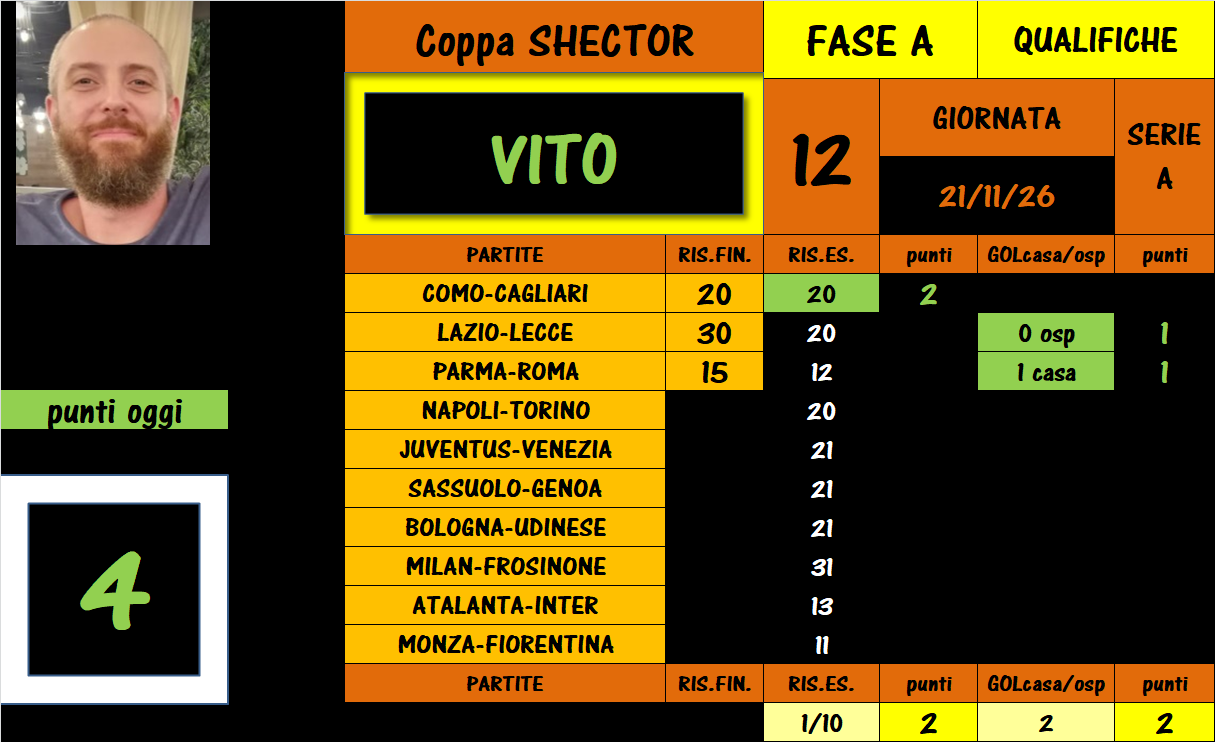 Coppa SHECTOR FASE A QUALIFICHE
VITO 12 GIORNATA SERIE A
21/11/26
PARTITE RIS.FIN. RIS.ES. punti GOLcasa/osp punti
COMO-CAGLIARI 20 20 2
LAZIO-LECCE 30 20 0 osp 1
PARMA-ROMA 15 12 1 casa 1
NAPOLI-TORINO 20
punti oggi
JUVENTUS-VENEZIA 21
SASSUOLO-GENOA 21
BOLOGNA-UDINESE 21
MILAN-FROSINONE 31
4
ATALANTA-INTER 13
MONZA-FIORENTINA 11
PARTITE RIS.FIN. RIS.ES. punti GOLcasa/osp punti
1/10 2 2 2